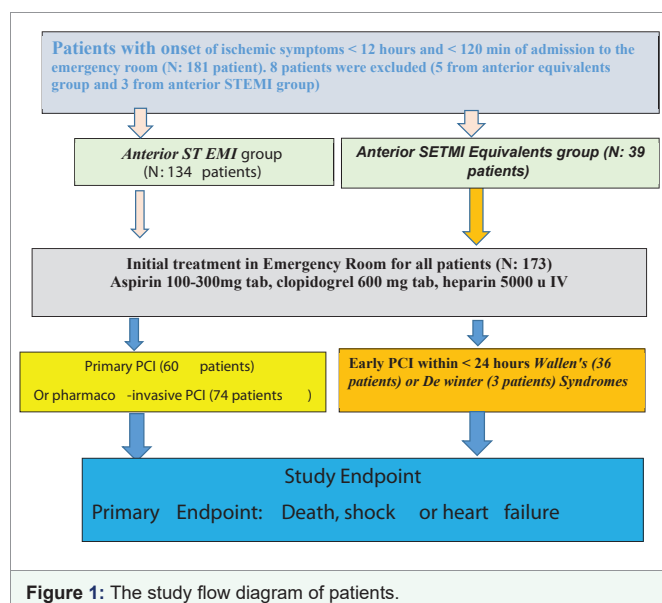 Patients with onset of ischemic symptoms < 12 hours and < 120 min of admission to the
emergency room (N: 181 patient). 8 patients were excluded (5 from anterior equivalents
group and 3 from anterior STEMI group)
Anterior ST EMI group
(N: 134 patients)
Anterior SETMI Equivalents group (N: 39
patients)
Initial treatment in Emergency Room for all patients (N: 173)
Aspirin 100-300mg tab, clopidogrel 600 mg tab, heparin 5000 u IV
Primary PCI (60 patients)
Or pharmaco -invasive PCI (74 patients )
Early PCI within < 24 hours Wallen's (36
patients) or De winter (3 patients) Syndromes
Study Endpoint
Primary Endpoint: Death, shock or heart failure
Figure 1: The study flow diagram of patients.